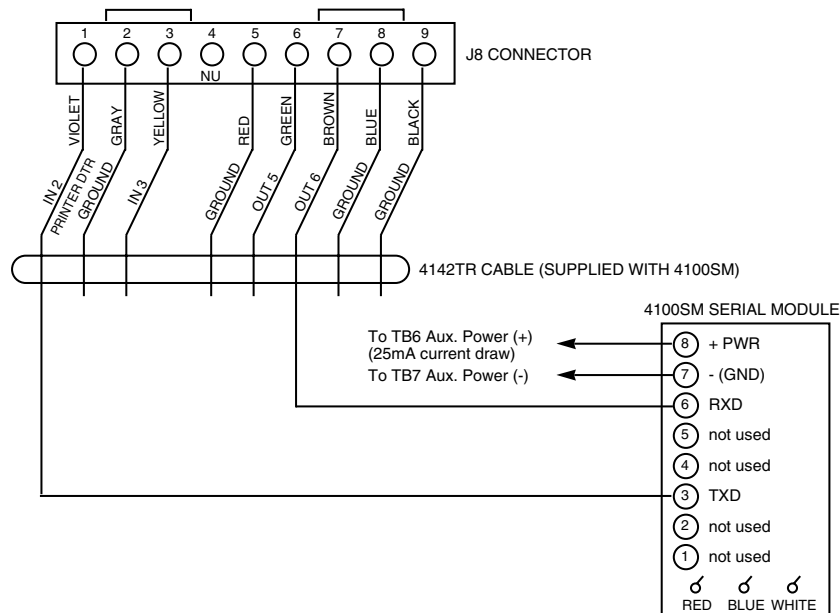 1 2 3 4 5 6 7 8 9
NU
J8 CONNECTOR
VIOLET
GRAY
YELLOW
RED
GREEN
BROWN
BLUE
BLACK
IN 2
PRINTER DTR
GROUND
IN 3
GROUND
OUT 5
OUT 6
GROUND
GROUND
4142TR CABLE (SUPPLIED WITH 4100SM)
4100SM SERIAL MODULE
To TB6 Aux. Power (+)
(25mA current draw)
To TB7 Aux. Power (-)
8 + PWR
7 - (GND)
6 RXD
5 not used
4 not used
3 TXD
2 not used
1 not used
RED BLUE WHITE